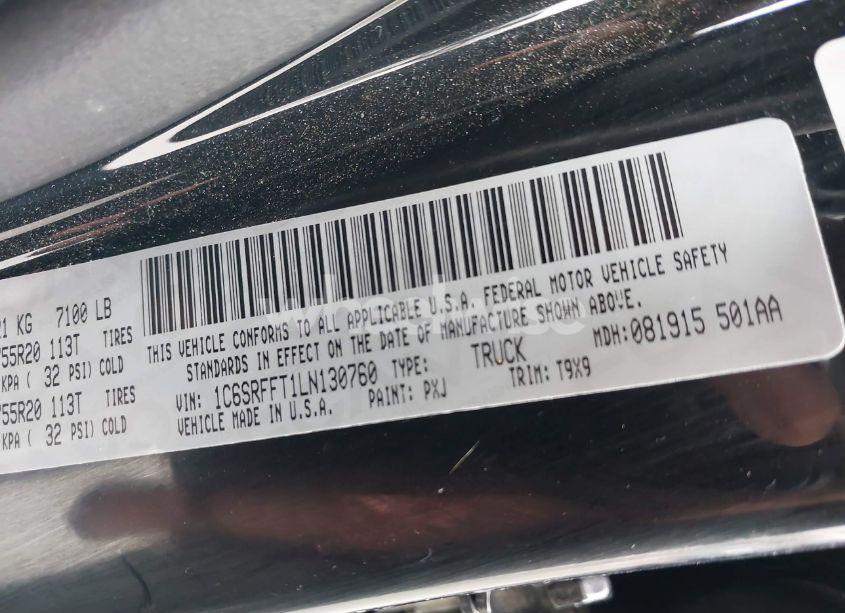 21 KG 7100 LB
55R20 113T TIRES
KPA ( 32 PSI) COLD
55R20 113T TIRES
KPA ( 32 PSI) COLD
THIS VEHICLE CONFORMS TO ALL APPLICABLE U.S.A. FEDERAL MOTOR VEHICLE SAFETY
STANDARDS IN EFFECT ON THE DATE OF MANUFACTURE SHOWN ABOVE.
VIN: 1C6SRFFT1LN130760 TYPE: TRUCK MDH:081915 501AA
VEHICLE MADE IN U.S.A. PAINT: PXJ TRIM: T9X9